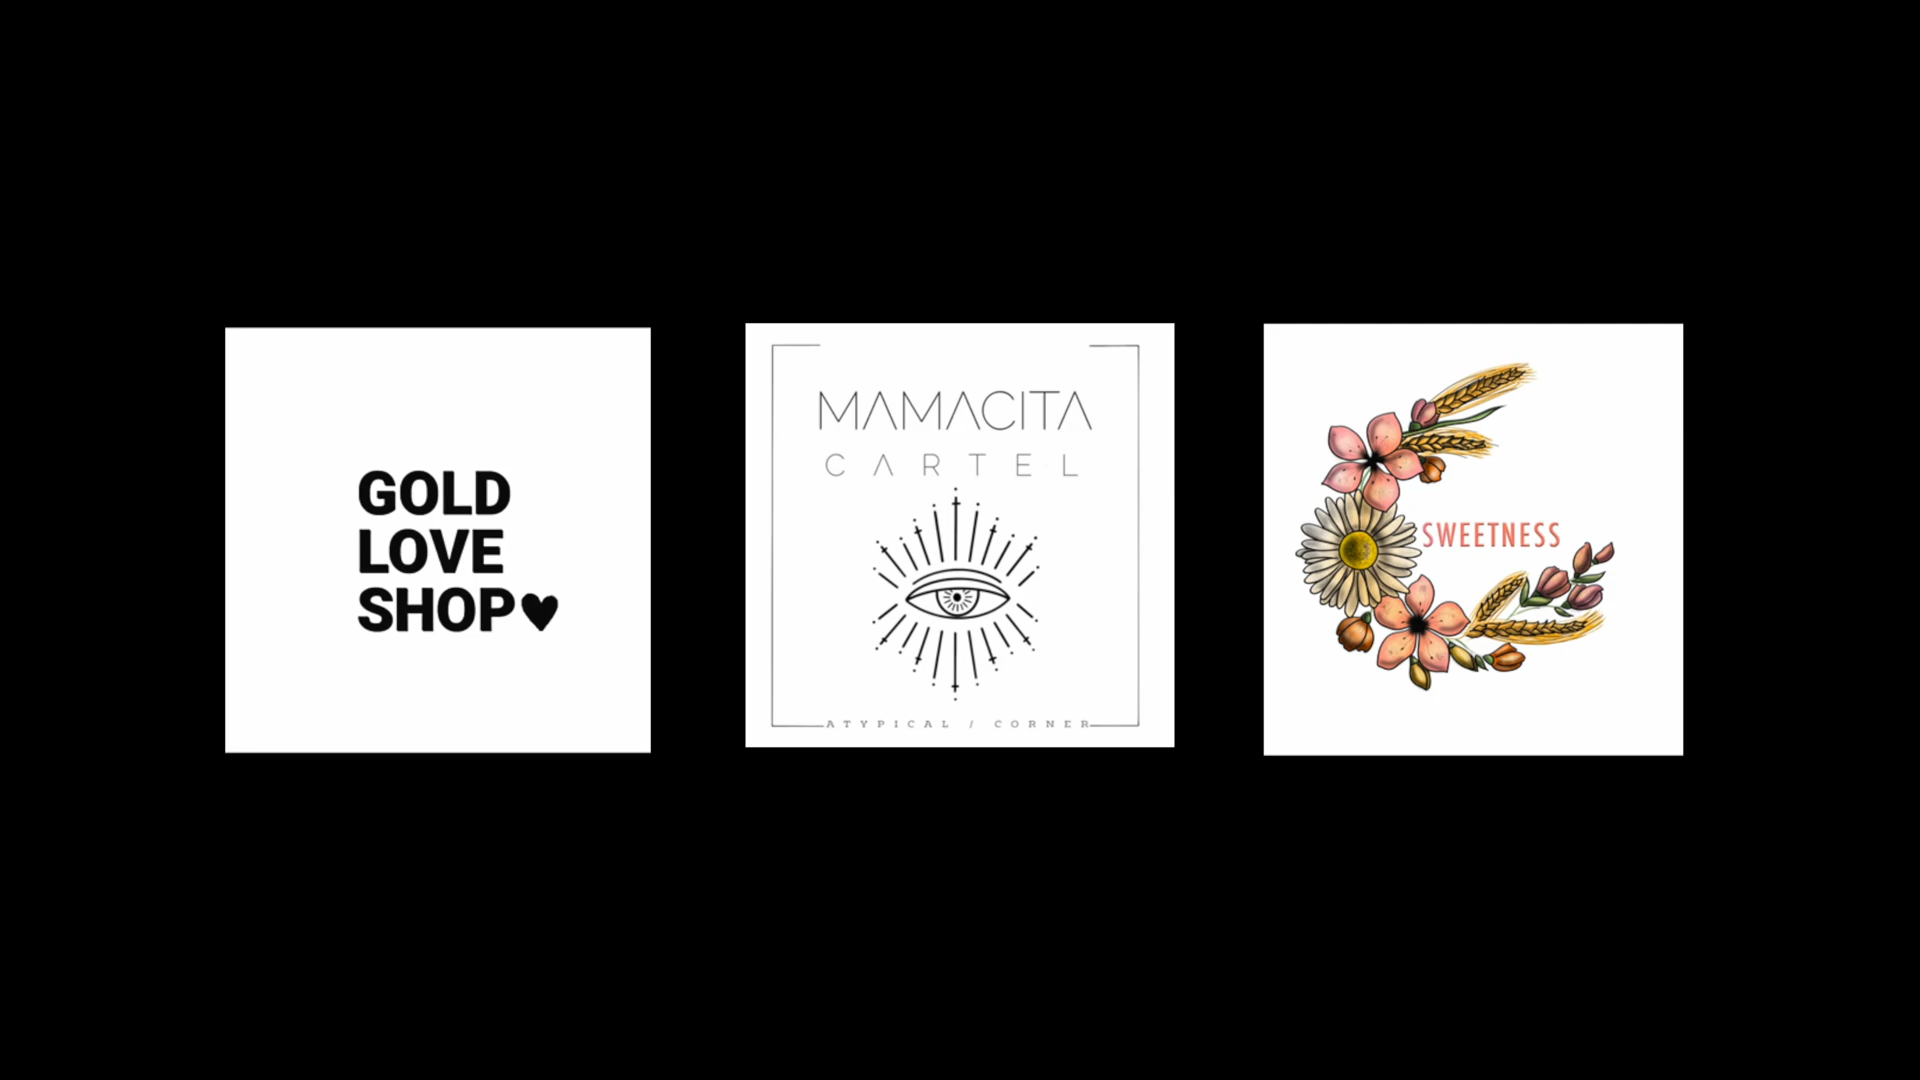 GOLD
LOVE
SHOP♥
MAMACITA
CARTEL
ATYPICAL / CORNER
SWEETNESS